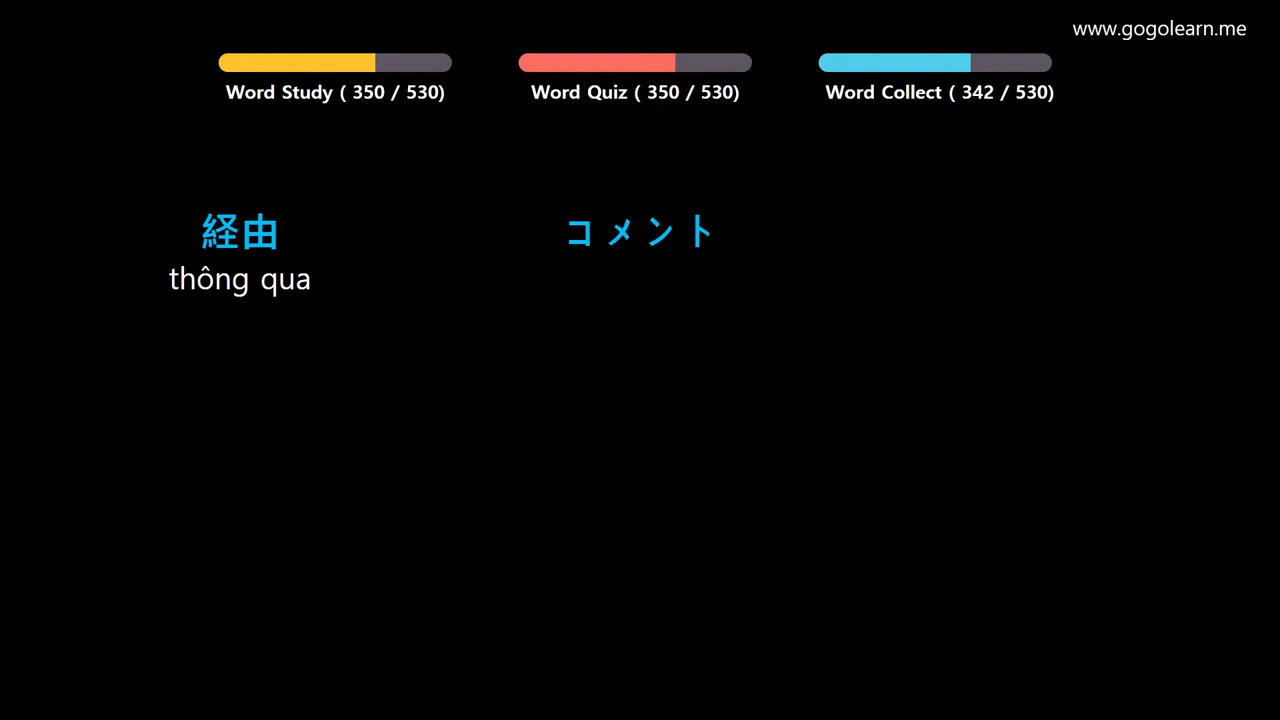 www.gogolearn.me
Word Study ( 350 / 530)
Word Quiz ( 350 / 530)
Word Collect ( 342 / 530)
経由
thông qua
コメント